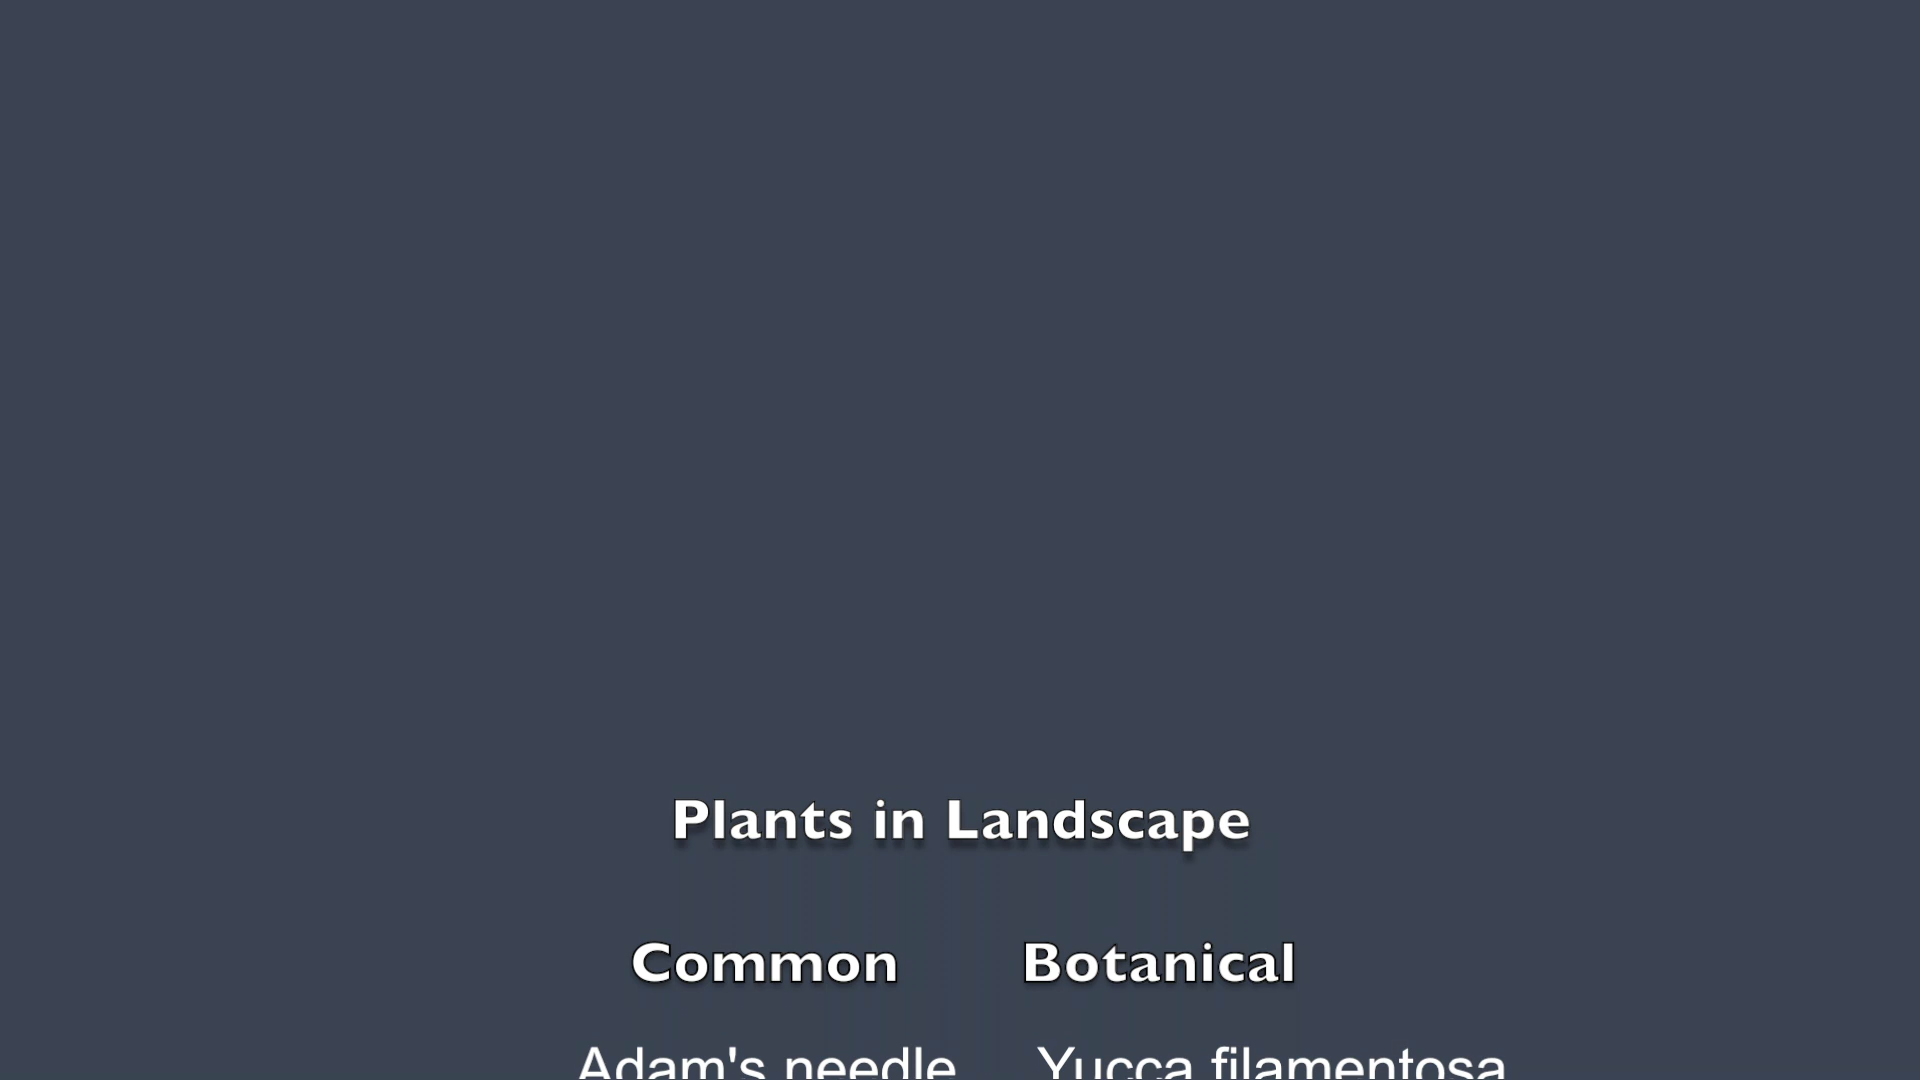 Plants in Landscape
Common Botanical
Adam's needle Yucca filamentosa